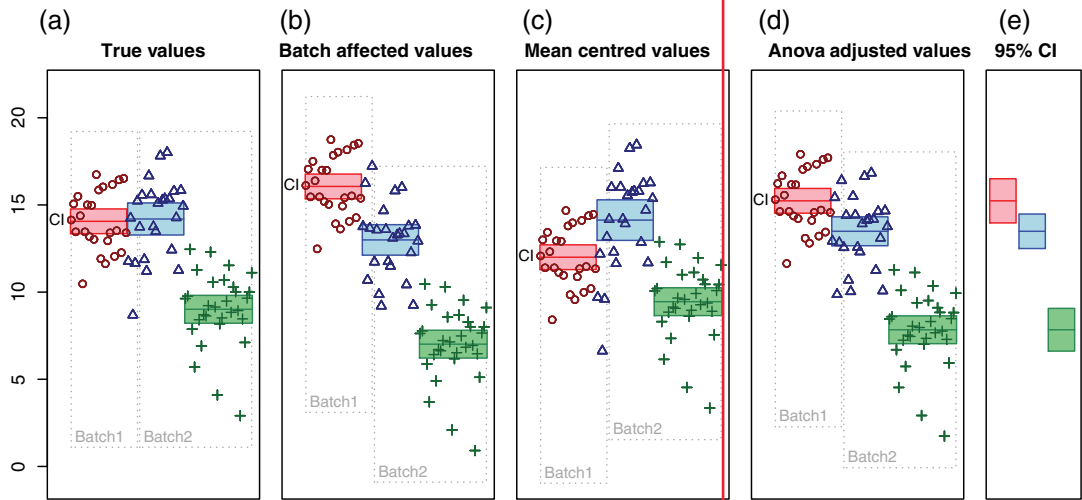 (a) (b) (c) (d) (e)
True values Batch affected values Mean centred values Anova adjusted values 95% CI
20
15
10
5
0
CI
Batch1 Batch2
CI
Batch1
Batch2
CI
Batch1
Batch2
CI
Batch1
Batch2